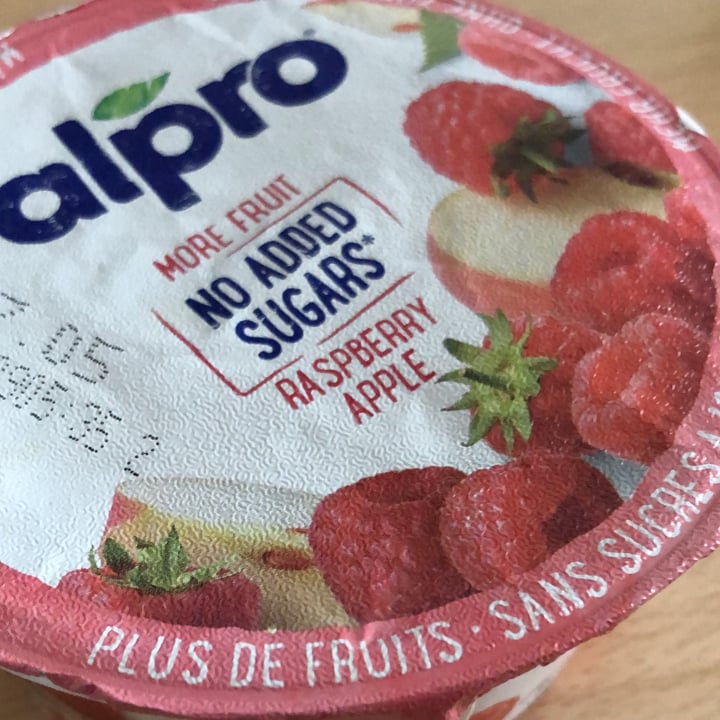 alpro
MORE FRUIT
NO ADDED
SUGARS*
RASPBERRY
APPLE
PLUS DE FRUITS · SANS SUCRES A